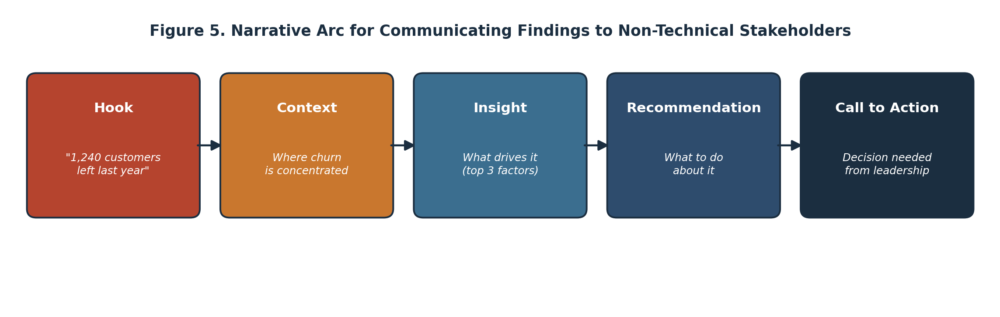 Figure 5. Narrative Arc for Communicating Findings to Non-Technical Stakeholders
Hook
"1,240 customers
left last year"
Context
Where churn
is concentrated
Insight
What drives it
(top 3 factors)
Recommendation
What to do
about it
Call to Action
Decision needed
from leadership